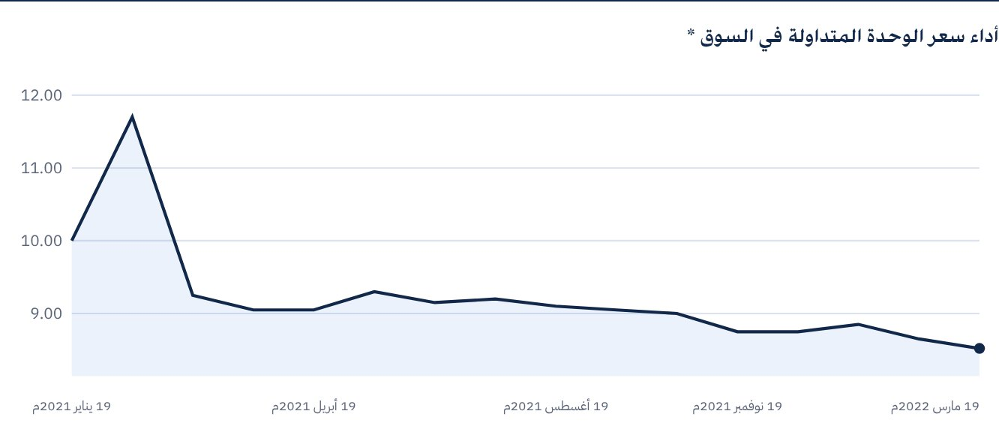 أداء سعر الوحدة المتداولة في السوق *
12.00
11.00
10.00
9.00
19 يناير 2021م
19 أبريل 2021م
19 أغسطس 2021م
19 نوفمبر 2021م
19 مارس 2022م